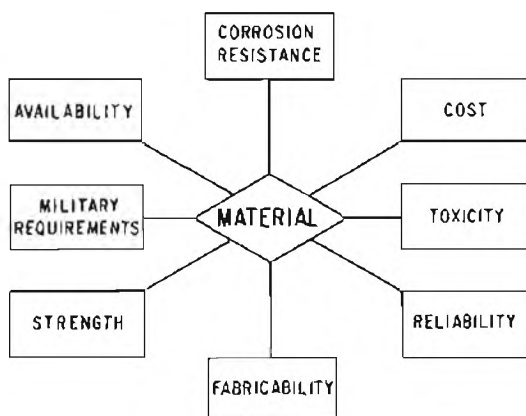 CORROSION
RESISTANCE
AVAILABILITY
COST
MILITARY
REQUIREMENTS
MATERIAL
TOXICITY
STRENGTH
RELIABILITY
FABRICABILITY